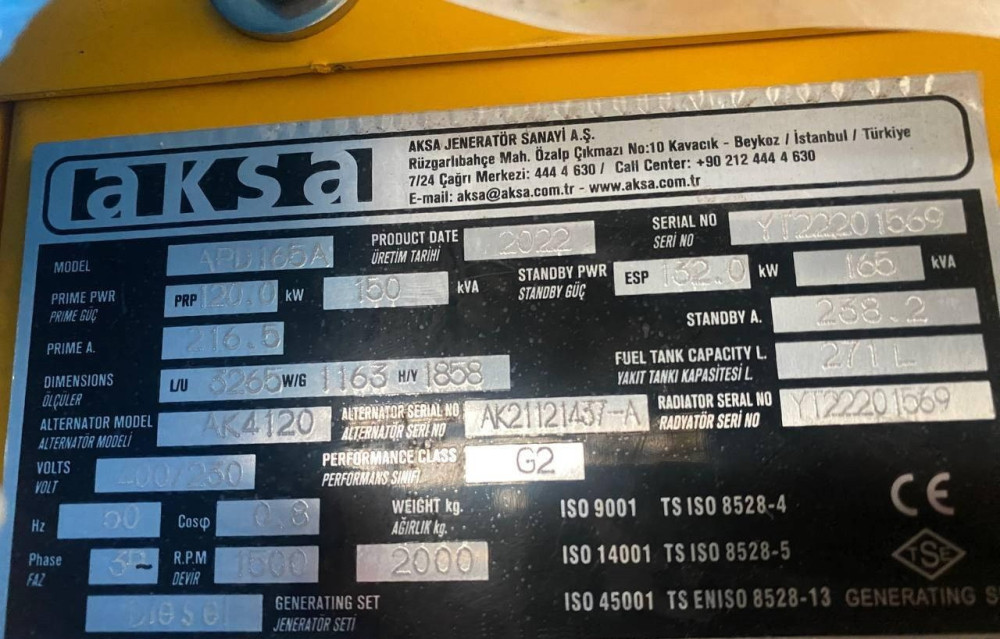 aksa
AKSA JENERATÖR SANAYİ A.Ş.
Rüzgarlıbahçe Mah. Özalp Çıkmazı No:10 Kavacık - Beykoz / İstanbul / Türkiye
7/24 Çağrı Merkezi: 444 4 630 / Call Center: +90 212 444 4 630
E-mail: aksa@aksa.com.tr - www.aksa.com.tr
MODEL APD165A PRODUCT DATE 2022 SERIAL NO YT22201569
ÜRETİM TARİHİ SERİ NO
PRIME PWR PRP 120.0 kW 150 kVA STANDBY PWR ESP 132.0 kW 165 kVA
PRIME GÜÇ STANDBY GÜÇ
PRIME A. 216.5 STANDBY A. 238.2
DIMENSIONS L/U 3265 W/G 1163 H/Y 1858 FUEL TANK CAPACITY L. 271 L
ÖLÇÜLER YAKIT TANKI KAPASİTESİ L.
ALTERNATOR MODEL AK4120 ALTERNATOR SERIAL NO AK21121437-A RADIATOR SERAL NO YT22201569
ALTERNATÖR MODELİ ALTERNATÖR SERİ NO RADYATÖR SERİ NO
VOLTS 400/230 PERFORMANCE CLASS G2
VOLT PERFORMANS SINIFI
Hz 50 Cosφ 0.8 WEIGHT kg. ISO 9001 TS ISO 8528-4 CE
AĞIRLIK kg.
Phase 3~ R.P.M 1500 2000 ISO 14001 TS ISO 8528-5 TSE
FAZ DEVIR
Diesel GENERATING SET ISO 45001 TS ENISO 8528-13 GENERATING S
JENERATÖR SETİ